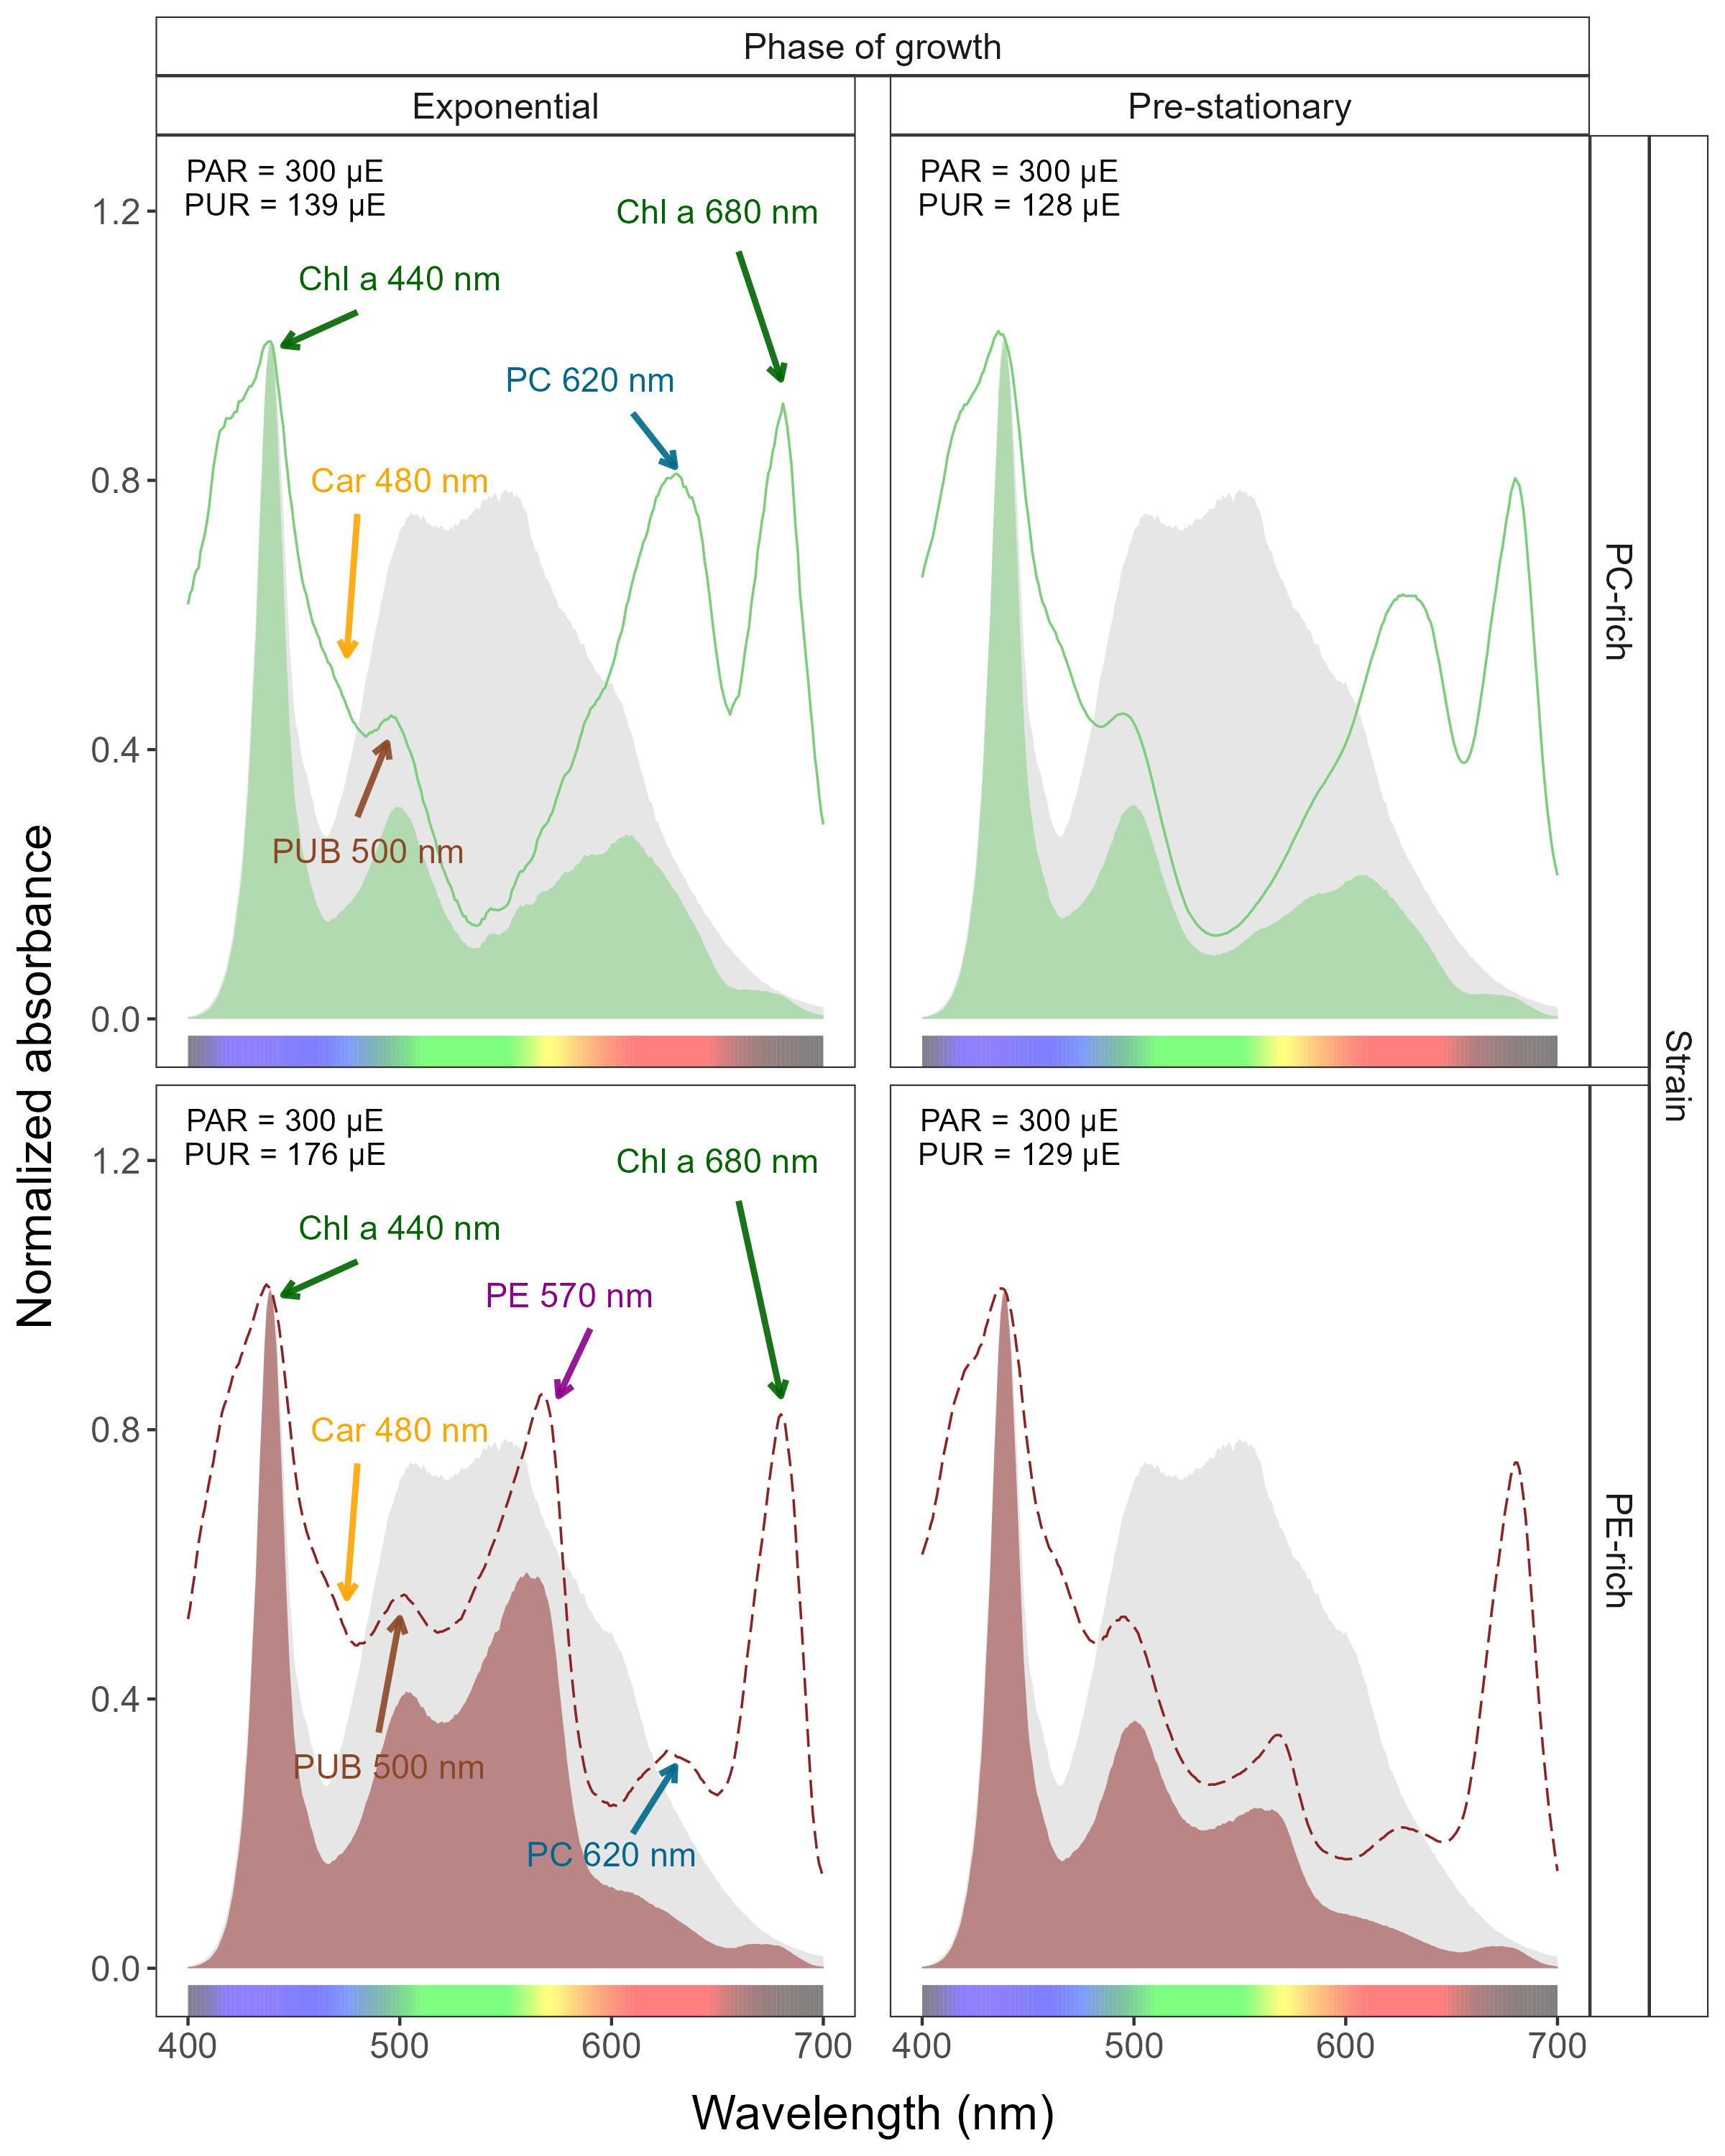 Phase of growth
Exponential
Pre-stationary
PAR = 300 µE
PUR = 139 µE
Chl a 680 nm
Chl a 440 nm
PC 620 nm
Car 480 nm
PUB 500 nm
1.2
0.8
0.4
0.0
PAR = 300 µE
PUR = 128 µE
PC-rich
Strain
Normalized absorbance
PAR = 300 µE
PUR = 176 µE
Chl a 680 nm
Chl a 440 nm
PE 570 nm
Car 480 nm
PUB 500 nm
PC 620 nm
1.2
0.8
0.4
0.0
PAR = 300 µE
PUR = 129 µE
PE-rich
400 500 600 700
400 500 600 700
Wavelength (nm)